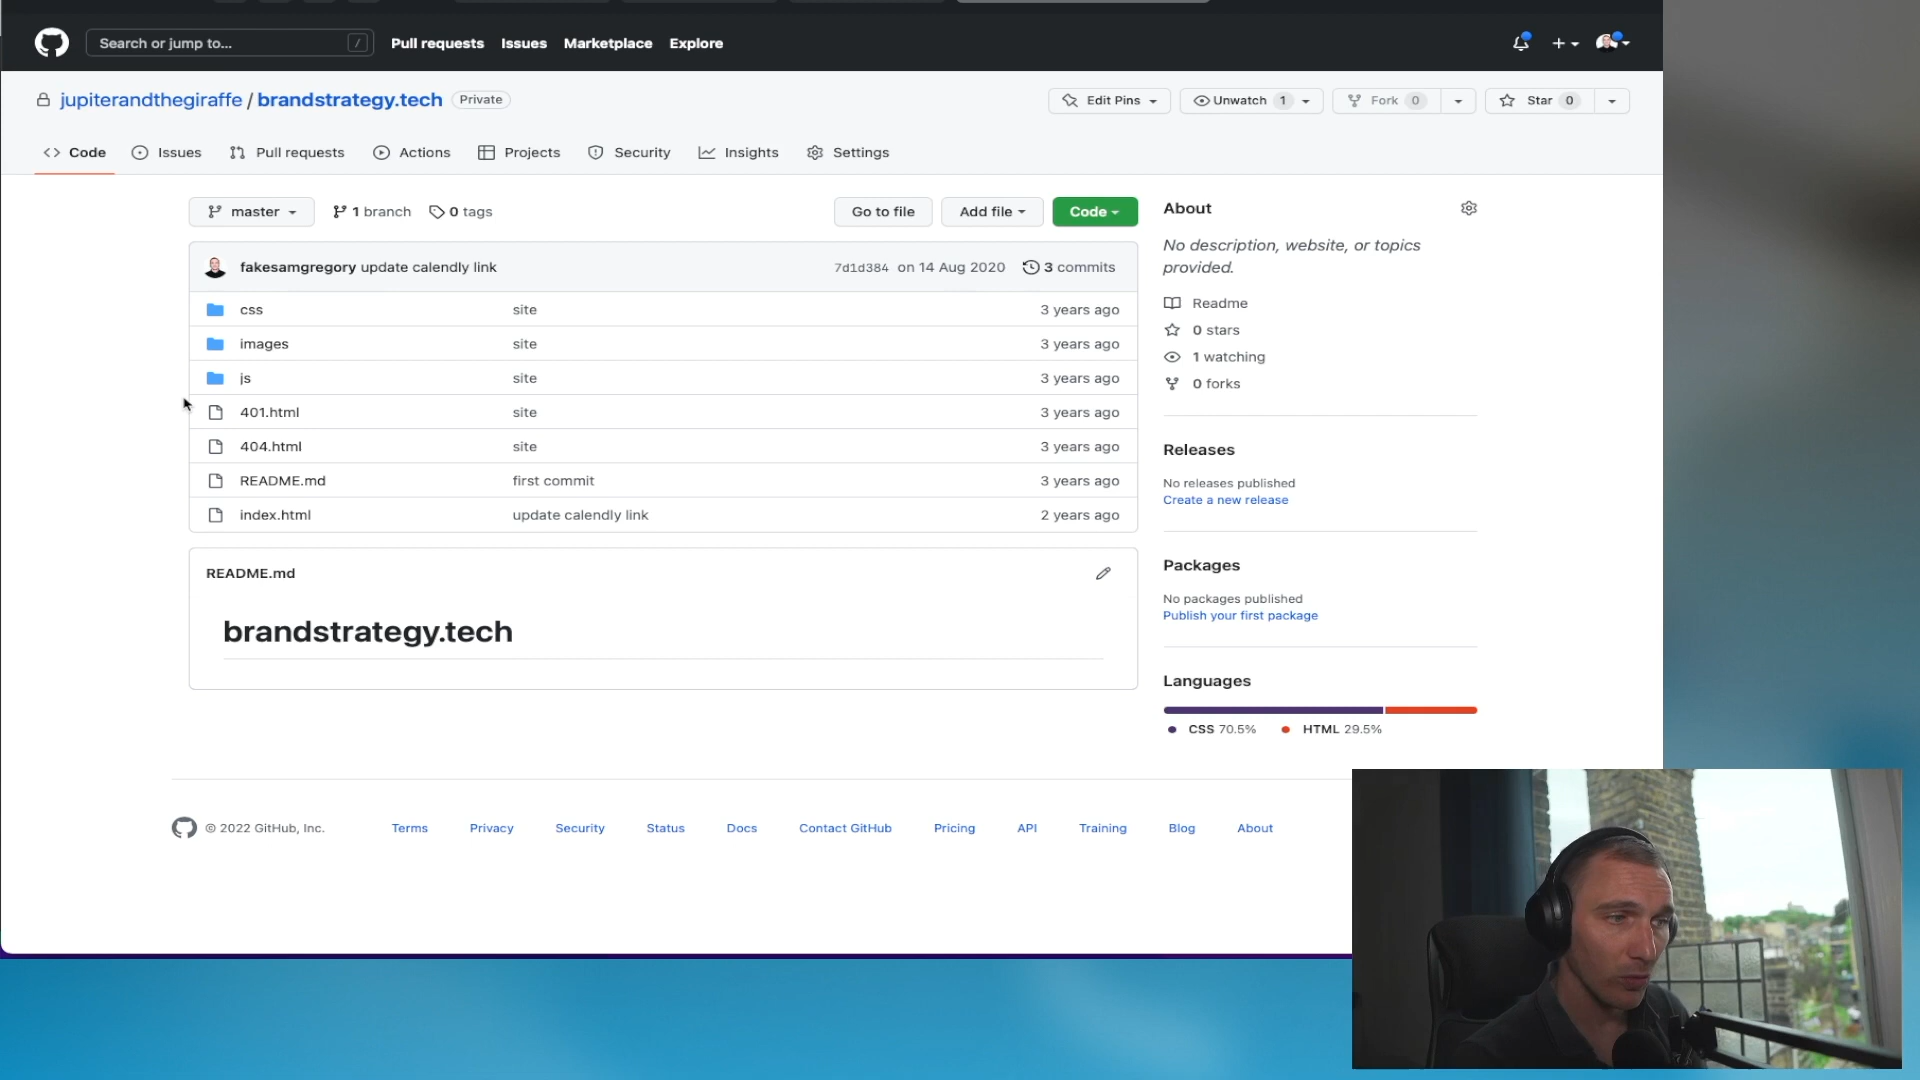 Search or jump to... /
Pull requests Issues Marketplace Explore
jupiterandthegiraffe / brandstrategy.tech Private
Edit Pins Unwatch 1 Fork 0 Star 0
Code Issues Pull requests Actions Projects Security Insights Settings
master 1 branch 0 tags Go to file Add file Code
fakesamgregory update calendly link 7d1d384 on 14 Aug 2020 3 commits
css site 3 years ago
images site 3 years ago
js site 3 years ago
401.html site 3 years ago
404.html site 3 years ago
README.md first commit 3 years ago
index.html update calendly link 2 years ago
README.md
brandstrategy.tech
About
No description, website, or topics
provided.
Readme
0 stars
1 watching
0 forks
Releases
No releases published
Create a new release
Packages
No packages published
Publish your first package
Languages
CSS 70.5% HTML 29.5%
© 2022 GitHub, Inc. Terms Privacy Security Status Docs Contact GitHub Pricing API Training Blog About